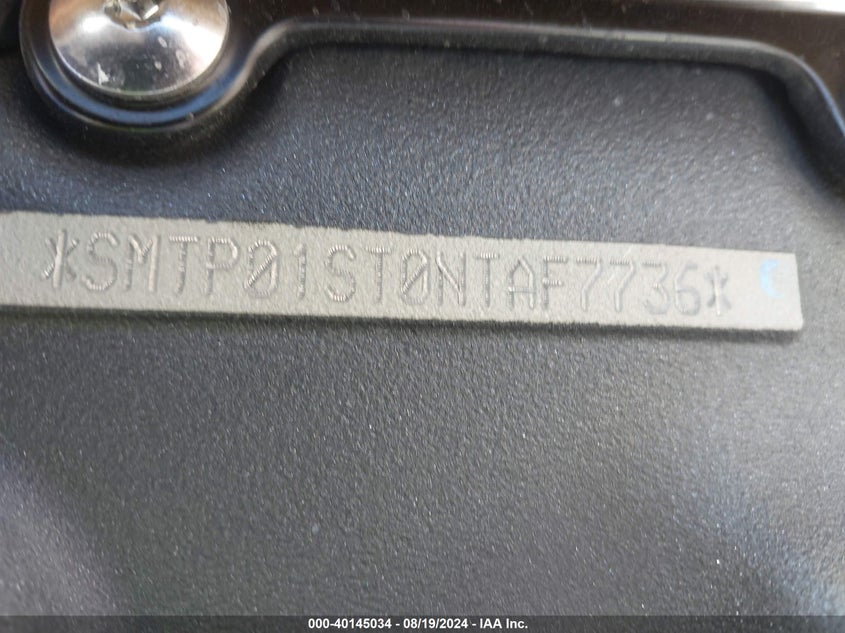 *SMTP01ST0NTAF7736*
000-40145034 - 08/19/2024 - IAA Inc.